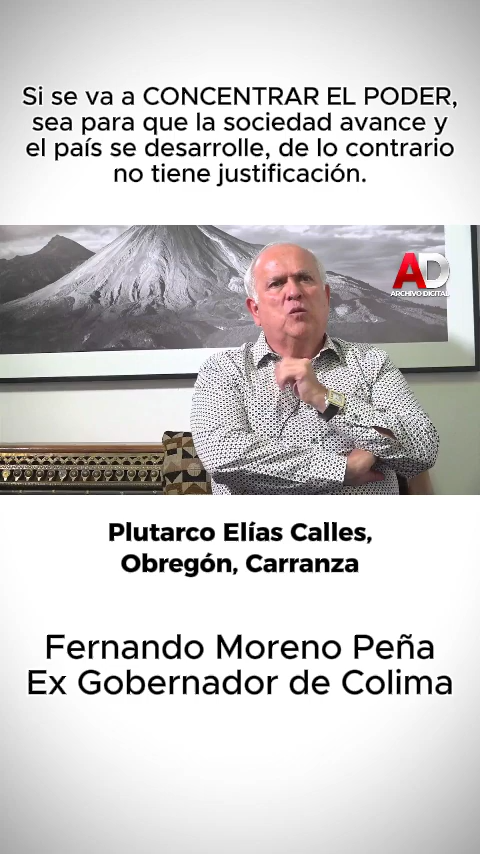 Si se va a CONCENTRAR EL PODER,
sea para que la sociedad avance y
el país se desarrolle, de lo contrario
no tiene justificación.
AD
ARCHIVO DIGITAL
Plutarco Elías Calles,
Obregón, Carranza
Fernando Moreno Peña
Ex Gobernador de Colima